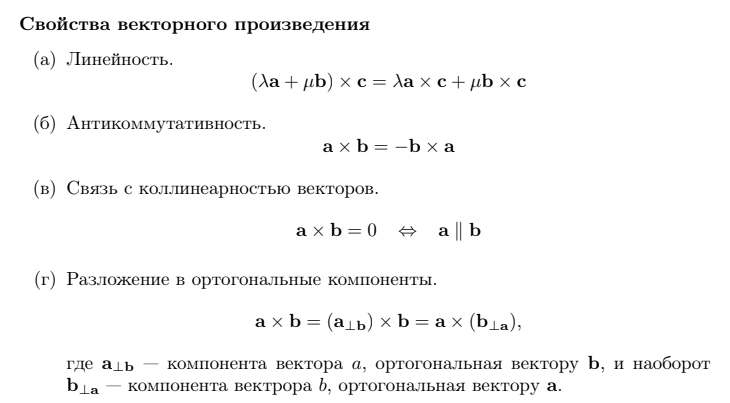 Свойства векторного произведения
(а) Линейность.
(λa + μb) × c = λa × c + μb × c
(б) Антикоммутативность.
a × b = −b × a
(в) Связь с коллинеарностью векторов.
a × b = 0 ⇔ a ∥ b
(г) Разложение в ортогональные компоненты.
a × b = (a⊥b) × b = a × (b⊥a),
где a⊥b — компонента вектора a, ортогональная вектору b, и наоборот
b⊥a — компонента вектрора b, ортогональная вектору a.